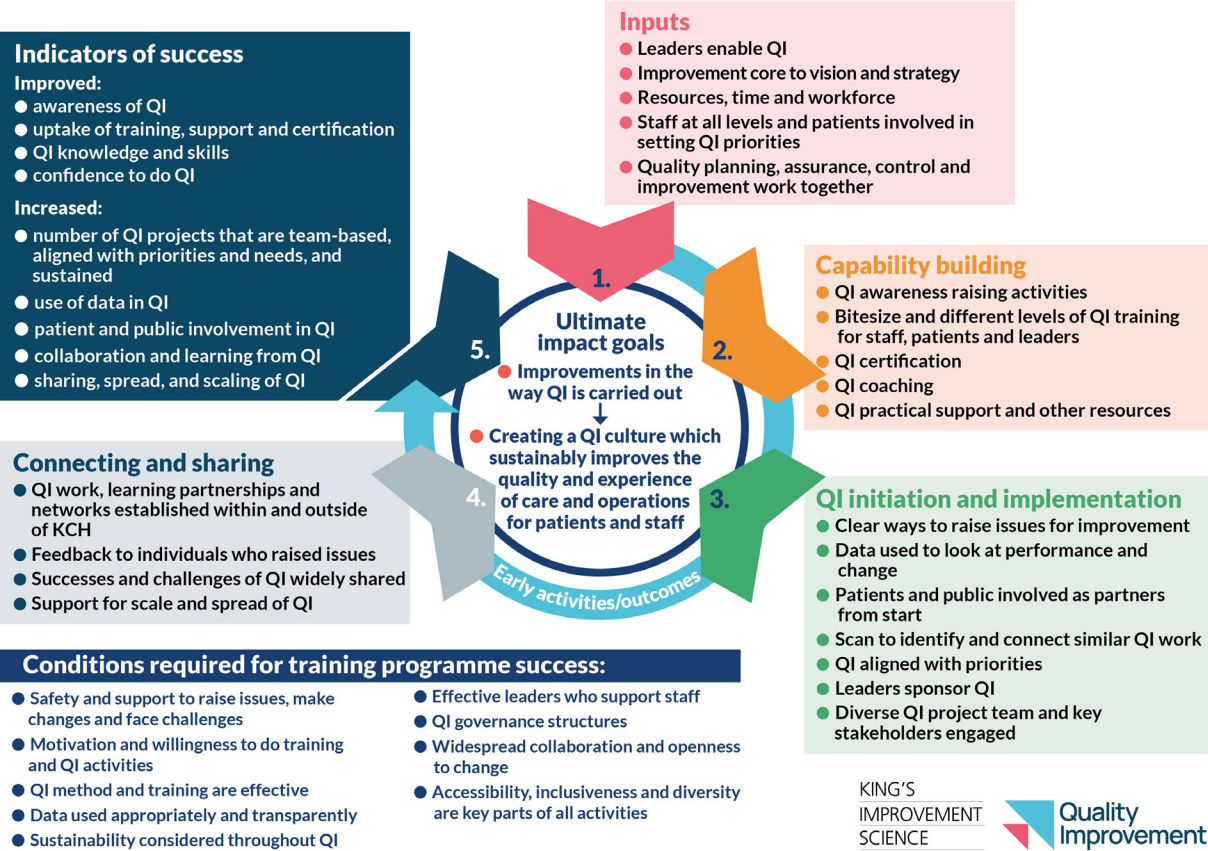 Inputs
● Leaders enable QI
● Improvement core to vision and strategy
● Resources, time and workforce
● Staff at all levels and patients involved in
setting QI priorities
● Quality planning, assurance, control and
improvement work together
1.
Capability building
● QI awareness raising activities
● Bitesize and different levels of QI training
for staff, patients and leaders
● QI certification
● QI coaching
● QI practical support and other resources
2.
QI initiation and implementation
● Clear ways to raise issues for improvement
● Data used to look at performance and
change
● Patients and public involved as partners
from start
● Scan to identify and connect similar QI work
● QI aligned with priorities
● Leaders sponsor QI
● Diverse QI project team and key
stakeholders engaged
3.
Connecting and sharing
● QI work, learning partnerships and
networks established within and outside
of KCH
● Feedback to individuals who raised issues
● Successes and challenges of QI widely shared
● Support for scale and spread of QI
4.
Indicators of success
Improved:
● awareness of QI
● uptake of training, support and certification
● QI knowledge and skills
● confidence to do QI
Increased:
● number of QI projects that are team-based,
aligned with priorities and needs, and
sustained
● use of data in QI
● patient and public involvement in QI
● collaboration and learning from QI
● sharing, spread, and scaling of QI
5.
Ultimate
impact goals
● Improvements in the
way QI is carried out
↓
● Creating a QI culture which
sustainably improves the
quality and experience
of care and operations
for patients and staff
Early activities/outcomes
Conditions required for training programme success:
● Safety and support to raise issues, make
changes and face challenges
● Motivation and willingness to do training
and QI activities
● QI method and training are effective
● Data used appropriately and transparently
● Sustainability considered throughout QI
● Effective leaders who support staff
● QI governance structures
● Widespread collaboration and openness
to change
● Accessibility, inclusiveness and diversity
are key parts of all activities
KING'S
IMPROVEMENT
SCIENCE
Quality
Improvement